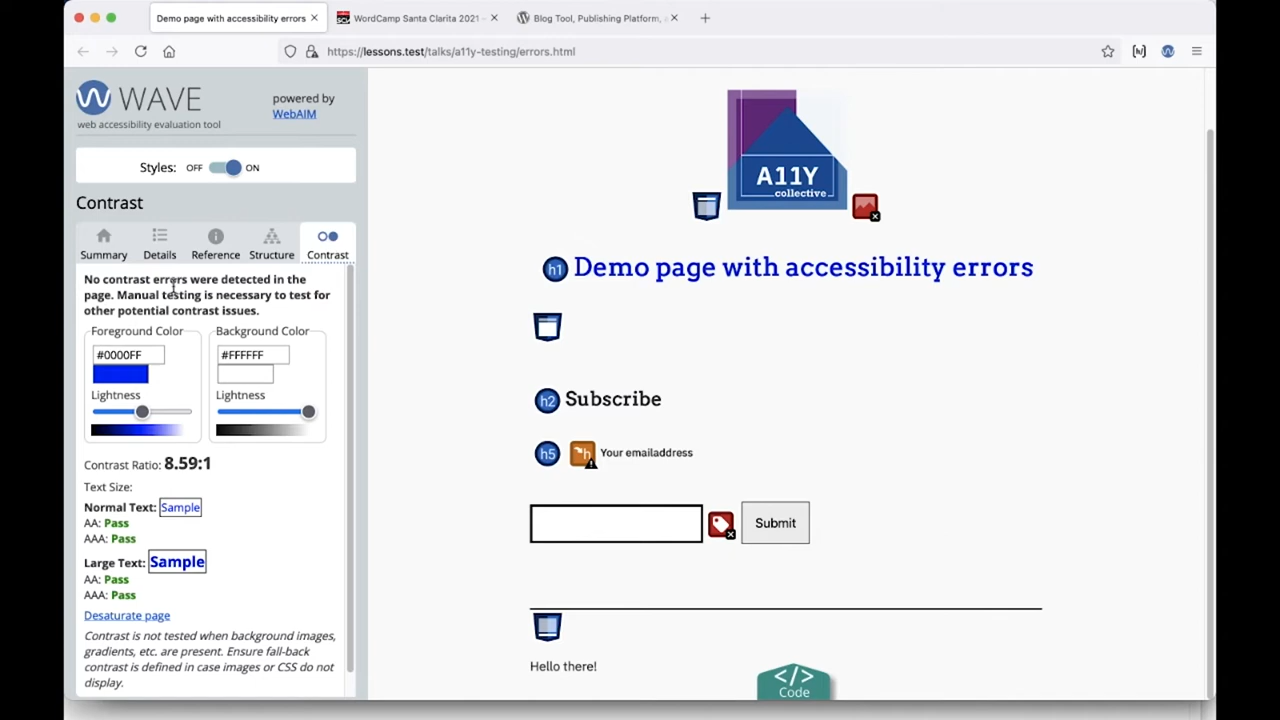 Demo page with accessibility errors
WordCamp Santa Clarita 2021 -
Blog Tool, Publishing Platform,
https://lessons.test/talks/a11y-testing/errors.html
WAVE
web accessibility evaluation tool
powered by
WebAIM
Styles: OFF ON
Contrast
Summary Details Reference Structure Contrast
No contrast errors were detected in the
page. Manual testing is necessary to test for
other potential contrast issues.
Foreground Color Background Color
#0000FF #FFFFFF
Lightness Lightness
Contrast Ratio: 8.59:1
Text Size:
Normal Text: Sample
AA: Pass
AAA: Pass
Large Text: Sample
AA: Pass
AAA: Pass
Desaturate page
Contrast is not tested when background images,
gradients, etc. are present. Ensure fall-back
contrast is defined in case images or CSS do not
display.
A11Y
collective
h1 Demo page with accessibility errors
h2 Subscribe
h5 h Your emailaddress
Submit
Hello there!
</> 
Code